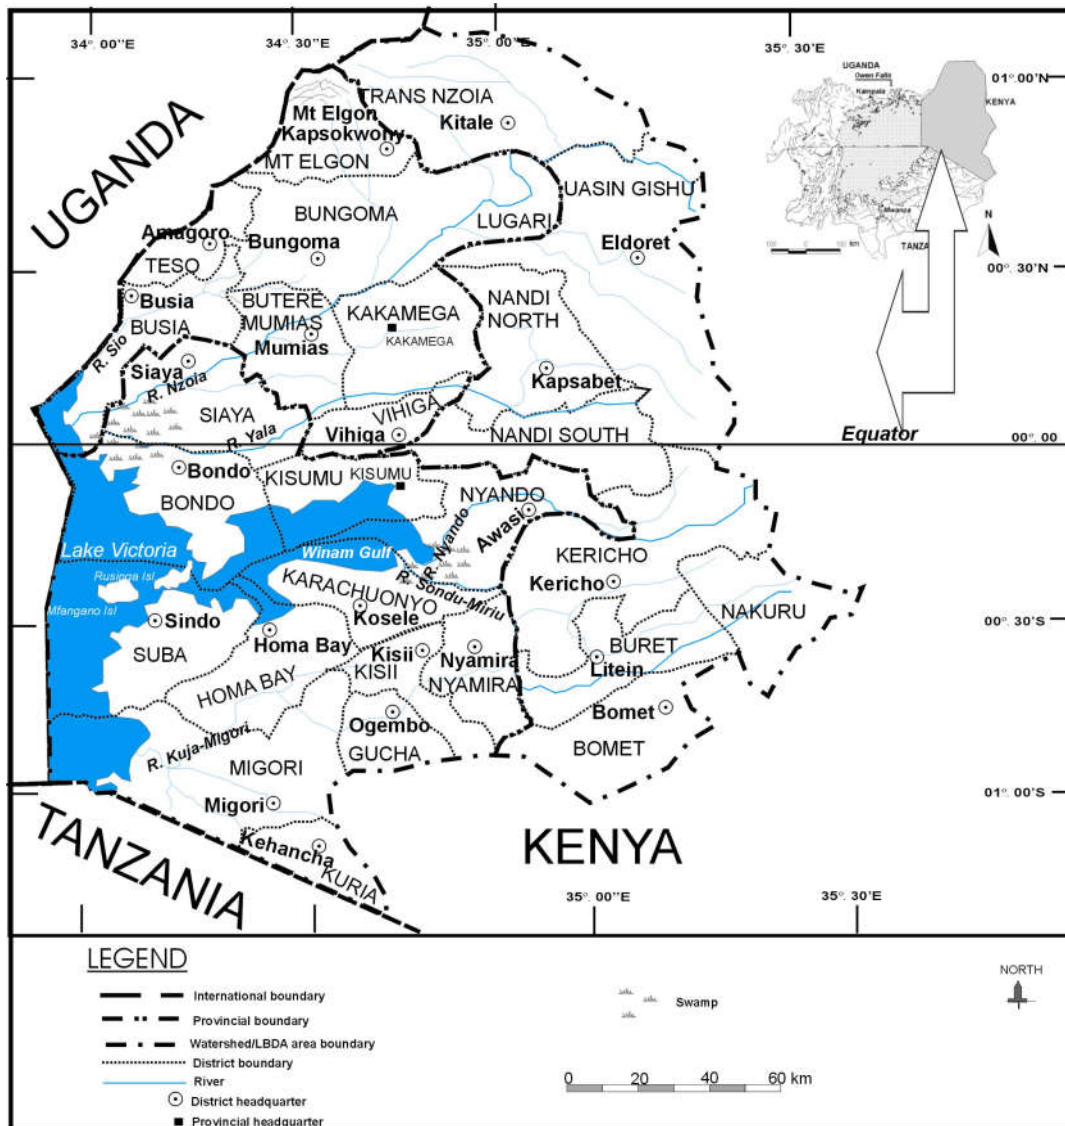 34°. 00''E
34°. 30''E
35°. 00''E
35°. 30'E
UGANDA
Owen Falls
Kampala
KENYA
01°. 00'N
TRANS NZOIA
Mt Elgon
Kapsokwony
Kitale
MT ELGON
UGANDA
UASIN GISHU
BUNGOMA
LUGARI
Mwanza
N
TANZA
100 0 100 km
Amagoro
Bungoma
Eldoret
TESO
00°. 30'N
Busia
BUTERE
MUMIAS
KAKAMEGA
NANDI
NORTH
BUSIA
Mumias
KAKAMEGA
R. Sio
Siaya
R. Nzoia
Kapsabet
SIAYA
VIHIGA
R. Yala
Vihiga
NANDI SOUTH
Equator
00°. 00
Bondo
KISUMU
KISUMU
BONDO
NYANDO
Awasi
R. Nyando
Lake Victoria
Winam Gulf
KERICHO
Rusinga Isl
KARACHUONYO
R. Sondu-Miriu
Kericho
Mfangano Isl
Kosele
NAKURU
Sindo
00°. 30'S
Homa Bay
Kisii
Nyamira
BURET
SUBA
KISII
Litein
HOMA BAY
NYAMIRA
Ogembo
Bomet
R. Kuja-Migori
GUCHA
BOMET
MIGORI
Migori
01°. 00'S
TANZANIA
Kehancha
KENYA
KURIA
35°. 00''E
35°. 30'E
LEGEND
International boundary
Provincial boundary
Watershed/LBDA area boundary
District boundary
River
District headquarter
Provincial headquarter
Swamp
0 20 40 60 km
NORTH